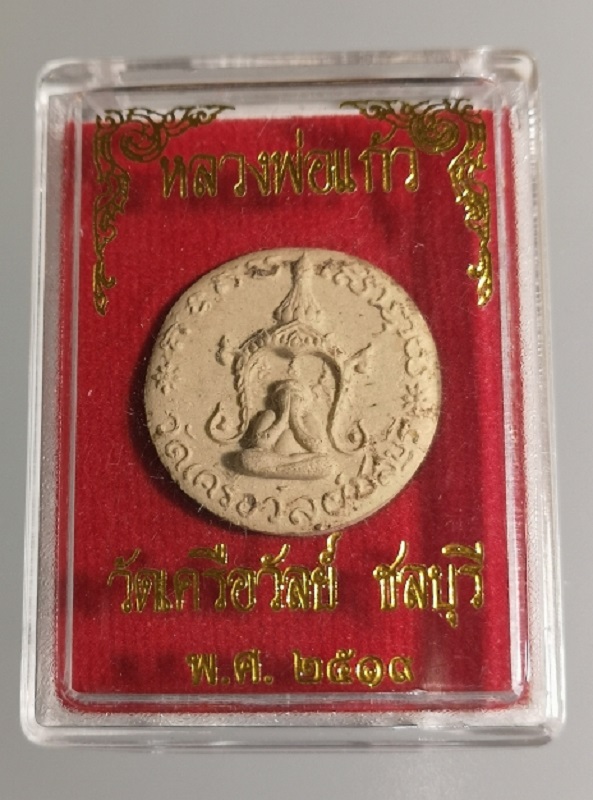 หลวงพ่อแก้ว
วัดเครือวัลย์ ชลบุรี
วัดเครือวัลย์ ชลบุรี
พ.ศ. ๒๕๑๙